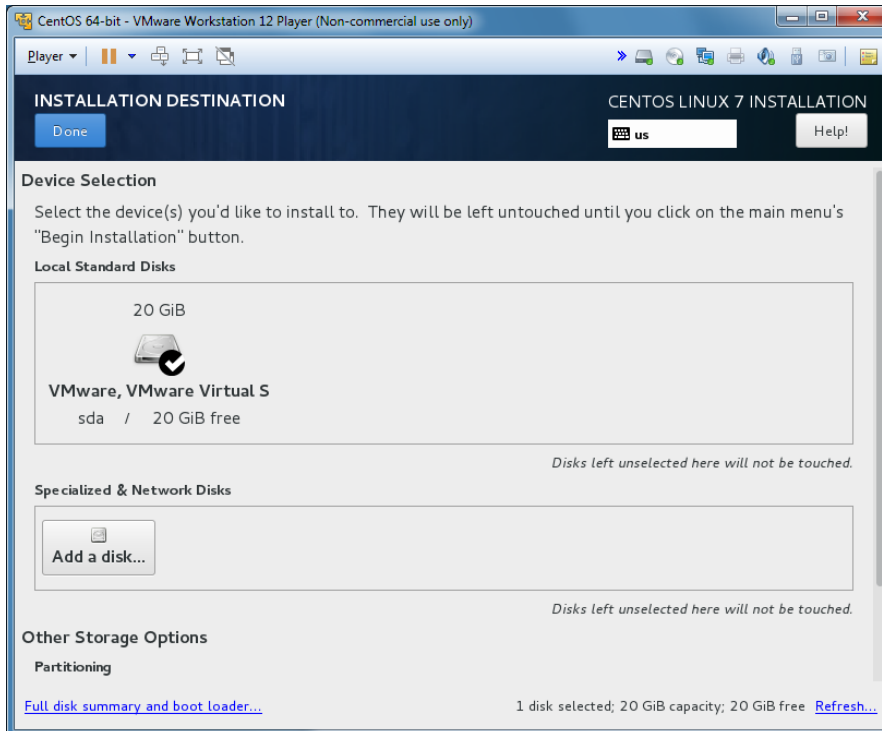 CentOS 64-bit - VMware Workstation 12 Player (Non-commercial use only)
Player
INSTALLATION DESTINATION
CENTOS LINUX 7 INSTALLATION
Done
us
Help!
Device Selection
Select the device(s) you'd like to install to. They will be left untouched until you click on the main menu's
"Begin Installation" button.
Local Standard Disks
20 GiB
VMware, VMware Virtual S
sda / 20 GiB free
Disks left unselected here will not be touched.
Specialized & Network Disks
Add a disk...
Disks left unselected here will not be touched.
Other Storage Options
Partitioning
Full disk summary and boot loader...
1 disk selected; 20 GiB capacity; 20 GiB free Refresh...